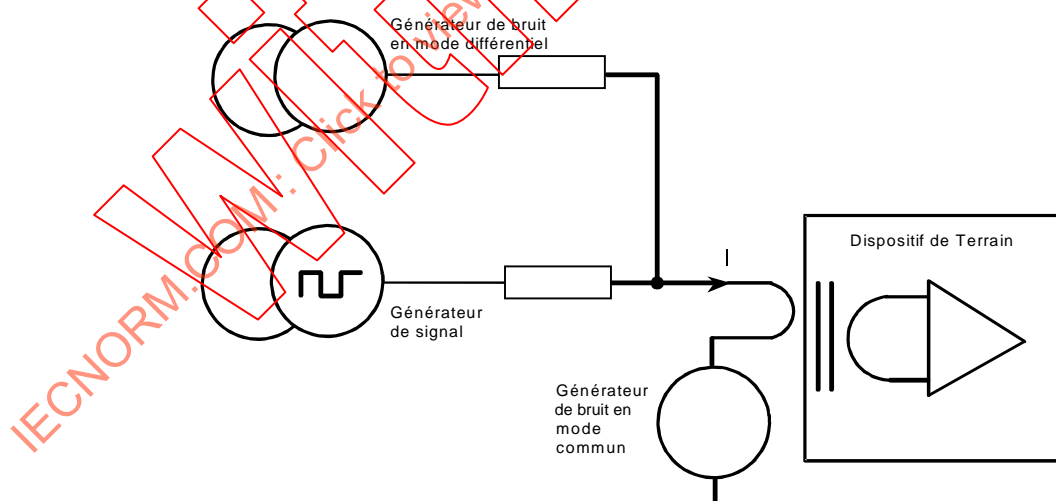 Générateur de bruit
en mode différentiel
I
Dispositif de Terrain
Générateur
de signal
Générateur
de bruit en
mode
commun
IECNORM.COM: Click to view